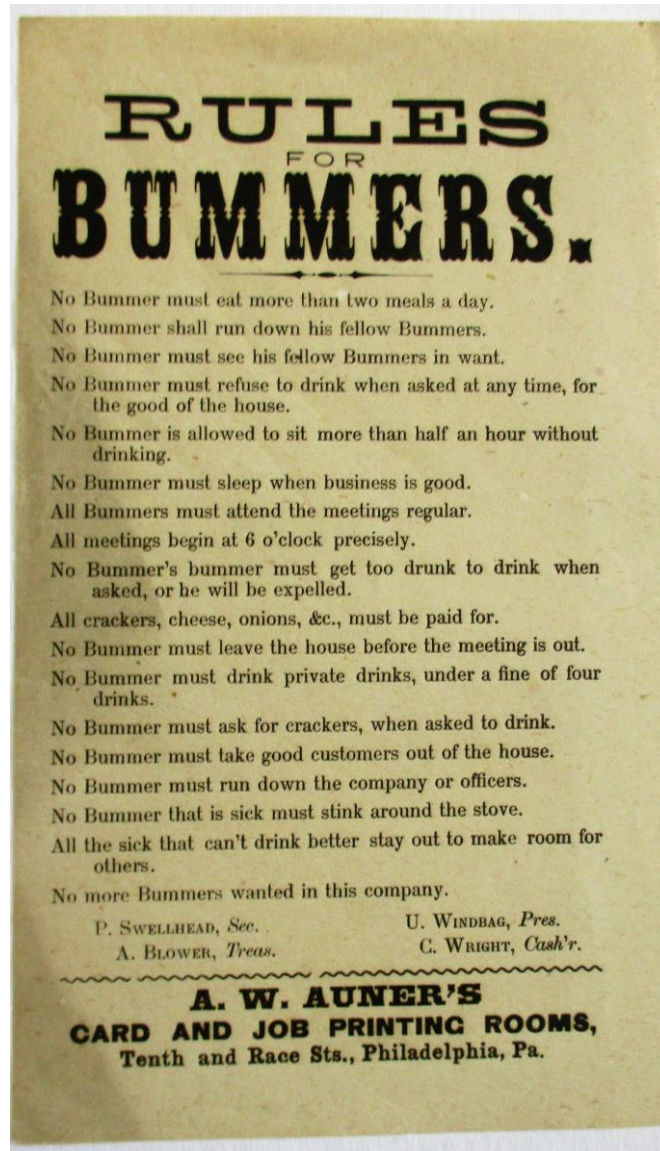 RULES
FOR
BUMMERS.
No Bummer must eat more than two meals a day.
No Bummer shall run down his fellow Bummers.
No Bummer must see his fellow Bummers in want.
No Bummer must refuse to drink when asked at any time, for
the good of the house.
No Bummer is allowed to sit more than half an hour without
drinking.
No Bummer must sleep when business is good.
All Bummers must attend the meetings regular.
All meetings begin at 6 o'clock precisely.
No Bummer's bummer must get too drunk to drink when
asked, or he will be expelled.
All crackers, cheese, onions, &c., must be paid for.
No Bummer must leave the house before the meeting is out.
No Bummer must drink private drinks, under a fine of four
drinks.
No Bummer must ask for crackers, when asked to drink.
No Bummer must take good customers out of the house.
No Bummer must run down the company or officers.
No Bummer that is sick must stink around the stove.
All the sick that can't drink better stay out to make room for
others.
No more Bummers wanted in this company.
P. SWELLHEAD, Sec. U. WINDBAG, Pres.
A. BLOWER, Treas. C. WRIGHT, Cash'r.
A. W. AUNER'S
CARD AND JOB PRINTING ROOMS,
Tenth and Race Sts., Philadelphia, Pa.